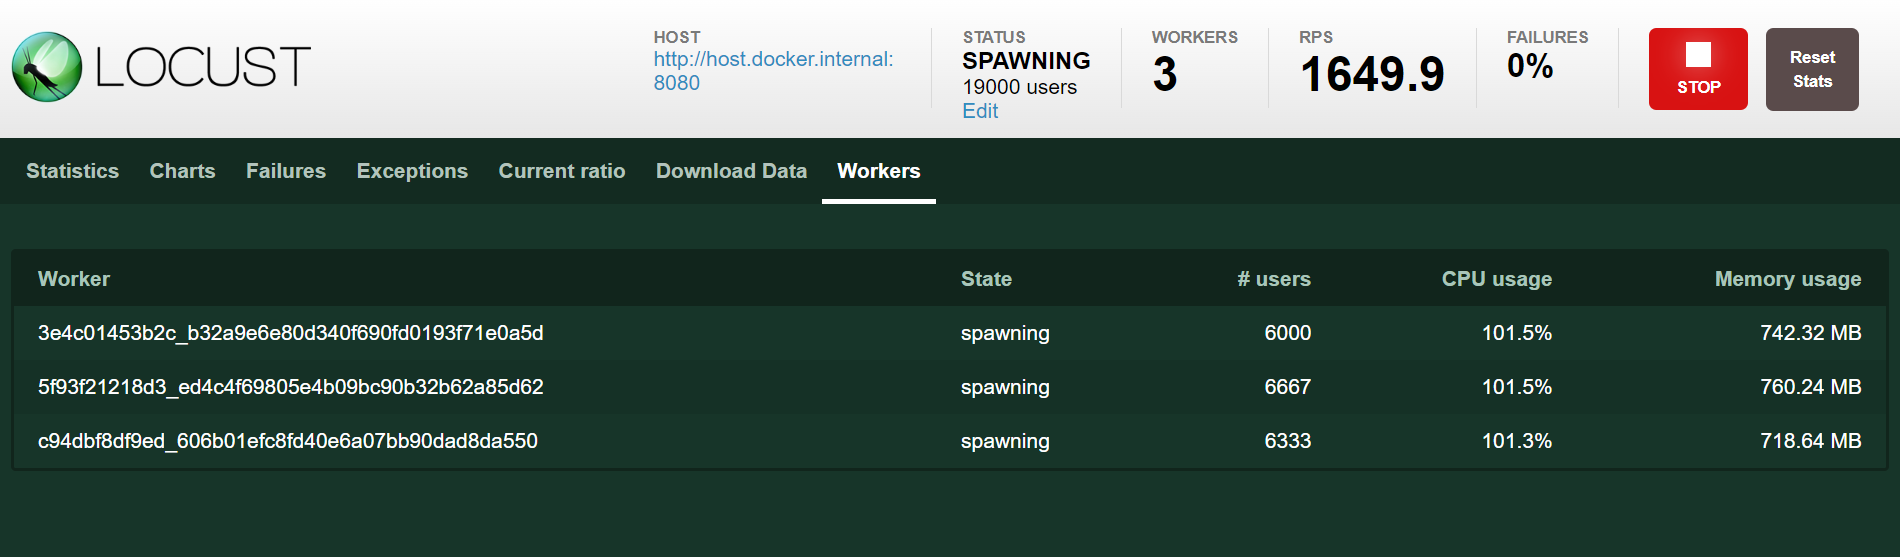 LOCUST
HOST
http://host.docker.internal:
8080
STATUS
SPAWNING
19000 users
Edit
WORKERS
3
RPS
1649.9
FAILURES
0%
STOP
Reset
Stats
Statistics Charts Failures Exceptions Current ratio Download Data Workers
Worker State # users CPU usage Memory usage
3e4c01453b2c_b32a9e6e80d340f690fd0193f71e0a5d spawning 6000 101.5% 742.32 MB
5f93f21218d3_ed4c4f69805e4b09bc90b32b62a85d62 spawning 6667 101.5% 760.24 MB
c94dbf8df9ed_606b01efc8fd40e6a07bb90dad8da550 spawning 6333 101.3% 718.64 MB